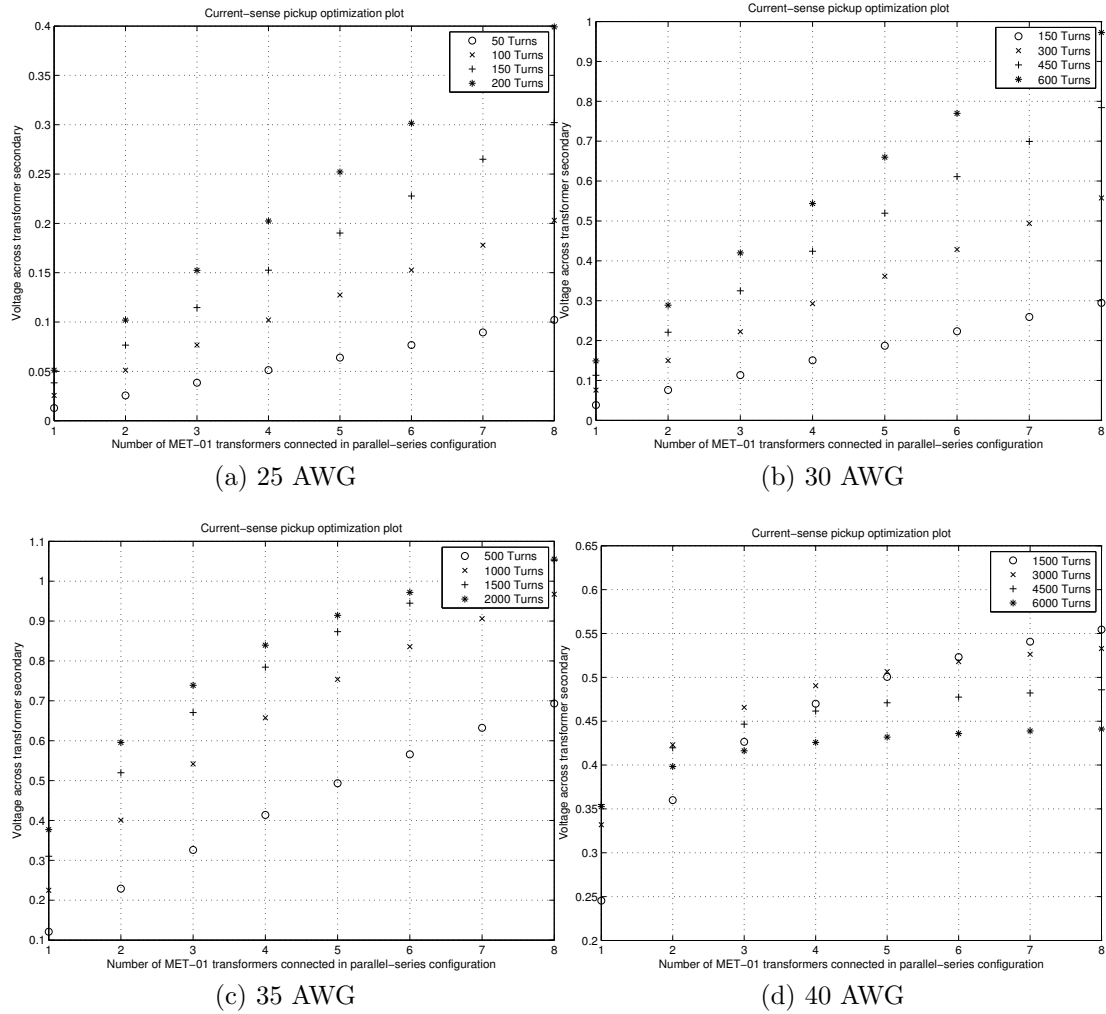 Current-sense pickup optimization plot
0.4
0.35
0.3
0.25
0.2
0.15
0.1
0.05
0
Voltage across transformer secondary
50 Turns
100 Turns
150 Turns
200 Turns
1 2 3 4 5 6 7 8
Number of MET-01 transformers connected in parallel-series configuration
(a) 25 AWG
Current-sense pickup optimization plot
1
0.9
0.8
0.7
0.6
0.5
0.4
0.3
0.2
0.1
0
Voltage across transformer secondary
150 Turns
300 Turns
450 Turns
600 Turns
1 2 3 4 5 6 7 8
Number of MET-01 transformers connected in parallel-series configuration
(b) 30 AWG
Current-sense pickup optimization plot
1.1
1
0.9
0.8
0.7
0.6
0.5
0.4
0.3
0.2
0.1
Voltage across transformer secondary
500 Turns
1000 Turns
1500 Turns
2000 Turns
1 2 3 4 5 6 7 8
Number of MET-01 transformers connected in parallel-series configuration
(c) 35 AWG
Current-sense pickup optimization plot
0.65
0.6
0.55
0.5
0.45
0.4
0.35
0.3
0.25
0.2
Voltage across transformer secondary
1500 Turns
3000 Turns
4500 Turns
6000 Turns
1 2 3 4 5 6 7 8
Number of MET-01 transformers connected in parallel-series configuration
(d) 40 AWG